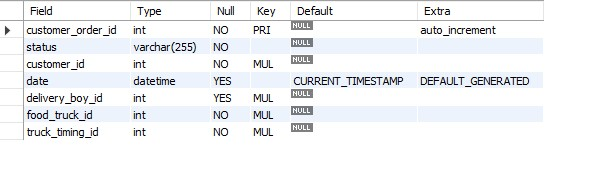 Field Type Null Key Default Extra
customer_order_id int NO PRI NULL auto_increment
status varchar(255) NO NULL
customer_id int NO MUL NULL
date datetime YES CURRENT_TIMESTAMP DEFAULT_GENERATED
delivery_boy_id int YES MUL NULL
food_truck_id int NO MUL NULL
truck_timing_id int NO MUL NULL